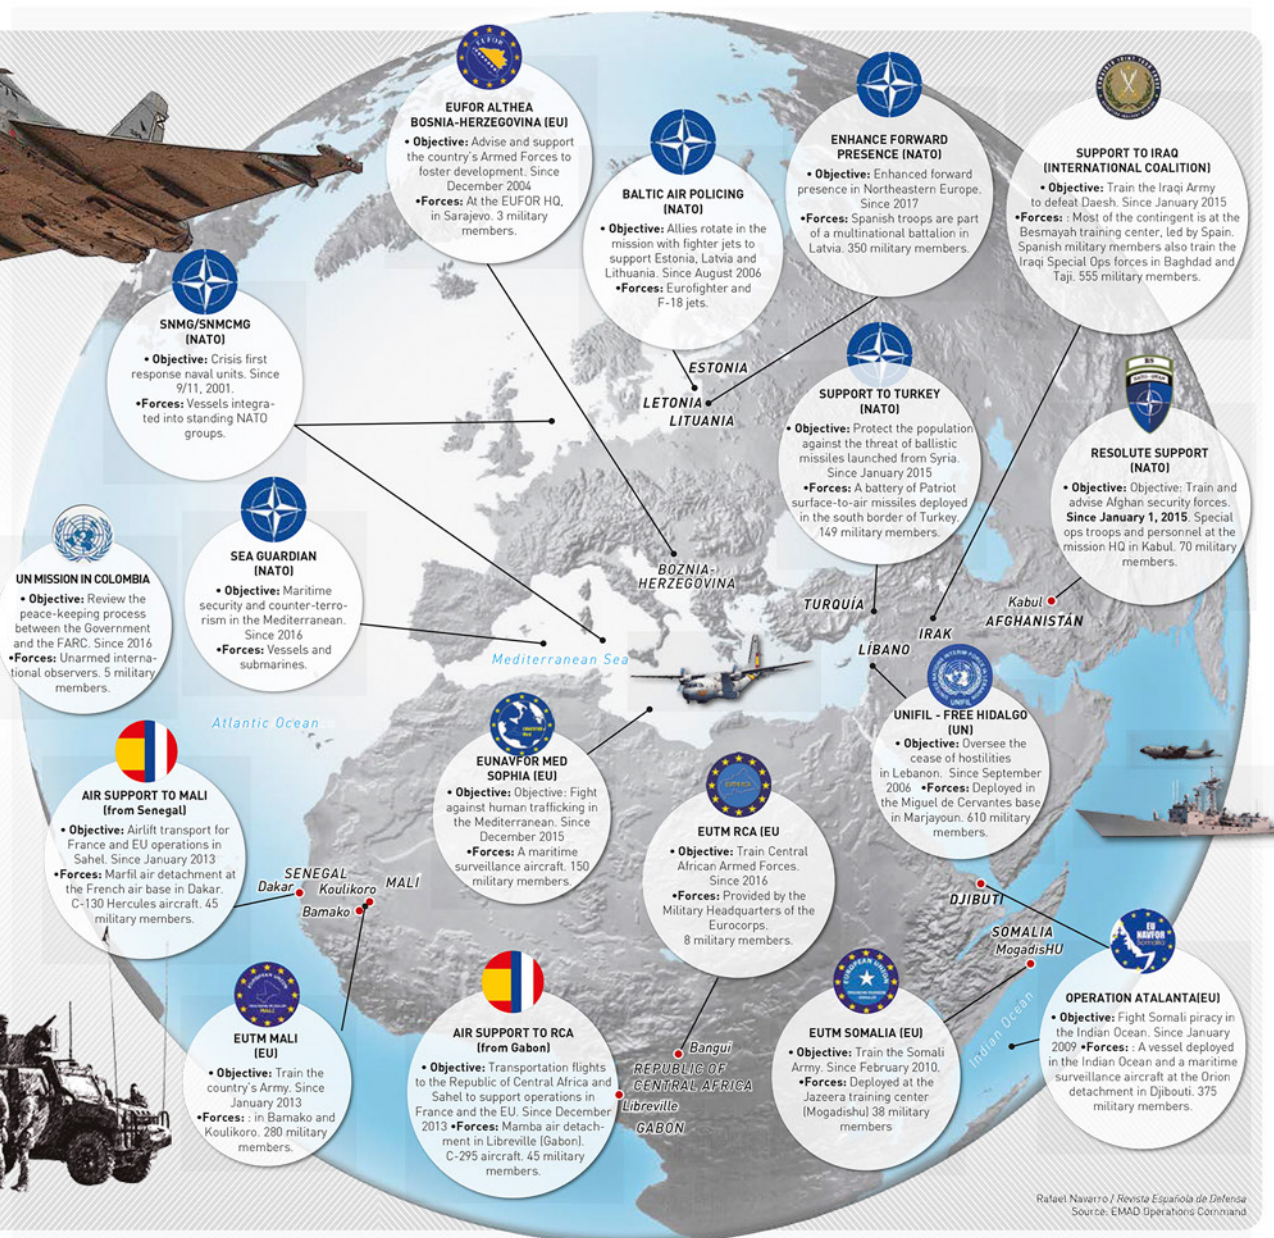 EUFOR
EUFOR ALTHEA
BOSNIA-HERZEGOVINA (EU)
• Objective: Advise and support
the country's Armed Forces to
foster development. Since
December 2004
•Forces: At the EUFOR HQ,
in Sarajevo. 3 military
members.
BALTIC AIR POLICING
(NATO)
• Objective: Allies rotate in the
mission with fighter jets to
support Estonia, Latvia and
Lithuania. Since August 2006
•Forces: Eurofighter and
F-18 jets.
ENHANCE FORWARD
PRESENCE (NATO)
• Objective: Enhanced forward
presence in Northeastern Europe.
Since 2017
•Forces: Spanish troops are part
of a multinational battalion in
Latvia. 350 military members.
SUPPORT TO IRAQ
(INTERNATIONAL COALITION)
• Objective: Train the Iraqi Army
to defeat Daesh. Since January 2015
•Forces: : Most of the contingent is at the
Besmayah training center, led by Spain.
Spanish military members also train the
Iraqi Special Ops forces in Baghdad and
Taji. 555 military members.
SNMG/SNMCMG
(NATO)
• Objective: Crisis first
response naval units. Since
9/11, 2001.
•Forces: Vessels integra-
ted into standing NATO
groups.
ESTONIA
LETONIA
LITUANIA
SUPPORT TO TURKEY
(NATO)
• Objective: Protect the population
against the threat of ballistic
missiles launched from Syria.
Since January 2015
•Forces: A battery of Patriot
surface-to-air missiles deployed
in the south border of Turkey.
149 military members.
RS
RESOLUTE SUPPORT
(NATO)
• Objective: Objective: Train and
advise Afghan security forces.
Since January 1, 2015. Special
ops troops and personnel at the
mission HQ in Kabul. 70 military
members.
UN MISSION IN COLOMBIA
• Objective: Review the
peace-keeping process
between the Government
and the FARC. Since 2016
•Forces: Unarmed interna-
tional observers. 5 military
members.
SEA GUARDIAN
(NATO)
• Objective: Maritime
security and counter-terro-
rism in the Mediterranean.
Since 2016
•Forces: Vessels and
submarines.
BOZNIA-
HERZEGOVINA
TURQUÍA
IRAK
LÍBANO
Kabul
AFGHANISTÁN
Mediterranean Sea
Atlantic Ocean
UNITED NATIONS INTERIM FORCE IN LEBANON
UNIFIL
UNIFIL - FREE HIDALGO
(UN)
• Objective: Oversee the
cease of hostilities
in Lebanon. Since September
2006 •Forces: Deployed in
the Miguel de Cervantes base
in Marjayoun. 610 military
members.
AIR SUPPORT TO MALI
(from Senegal)
• Objective: Airlift transport for
France and EU operations in
Sahel. Since January 2013
•Forces: Marfil air detachment at
the French air base in Dakar.
C-130 Hercules aircraft. 45
military members.
EUNAVFOR MED
SOPHIA (EU)
• Objective: Objective: Fight
against human trafficking in
the Mediterranean. Since
December 2015
•Forces: A maritime
surveillance aircraft. 150
military members.
EUTM RCA
EUTM RCA (EU
• Objective: Train Central
African Armed Forces.
Since 2016
•Forces: Provided by the
Military Headquarters of the
Eurocorps.
8 military members.
SENEGAL
Dakar
Koulikoro
MALI
Bamako
DJIBUTI
SOMALIA
MogadisHU
Indian Ocean
EUROPEAN UNION
MALI
EUTM MALI
(EU)
• Objective: Train the
country's Army. Since
January 2013
•Forces: : in Bamako and
Koulikoro. 280 military
members.
AIR SUPPORT TO RCA
(from Gabon)
• Objective: Transportation flights
to the Republic of Central Africa and
Sahel to support operations in
France and the EU. Since December
2013 •Forces: Mamba air detach-
ment in Libreville (Gabon).
C-295 aircraft. 45 military
members.
Bangui
REPUBLIC OF
CENTRAL AFRICA
Libreville
GABON
EUROPEAN UNION
EUTM SOMALIA (EU)
• Objective: Train the Somali
Army. Since February 2010.
•Forces: Deployed at the
Jazeera training center
(Mogadishu) 38 military
members
EU
NAVFOR
Somalia
OPERATION ATALANTA(EU)
• Objective: Fight Somali piracy in
the Indian Ocean. Since January
2009 •Forces: : A vessel deployed
in the Indian Ocean and a maritime
surveillance aircraft at the Orion
detachment in Djibouti. 375
military members.
Rafael Navarro / Revista Española de Defensa
Source: EMAD Operations Command